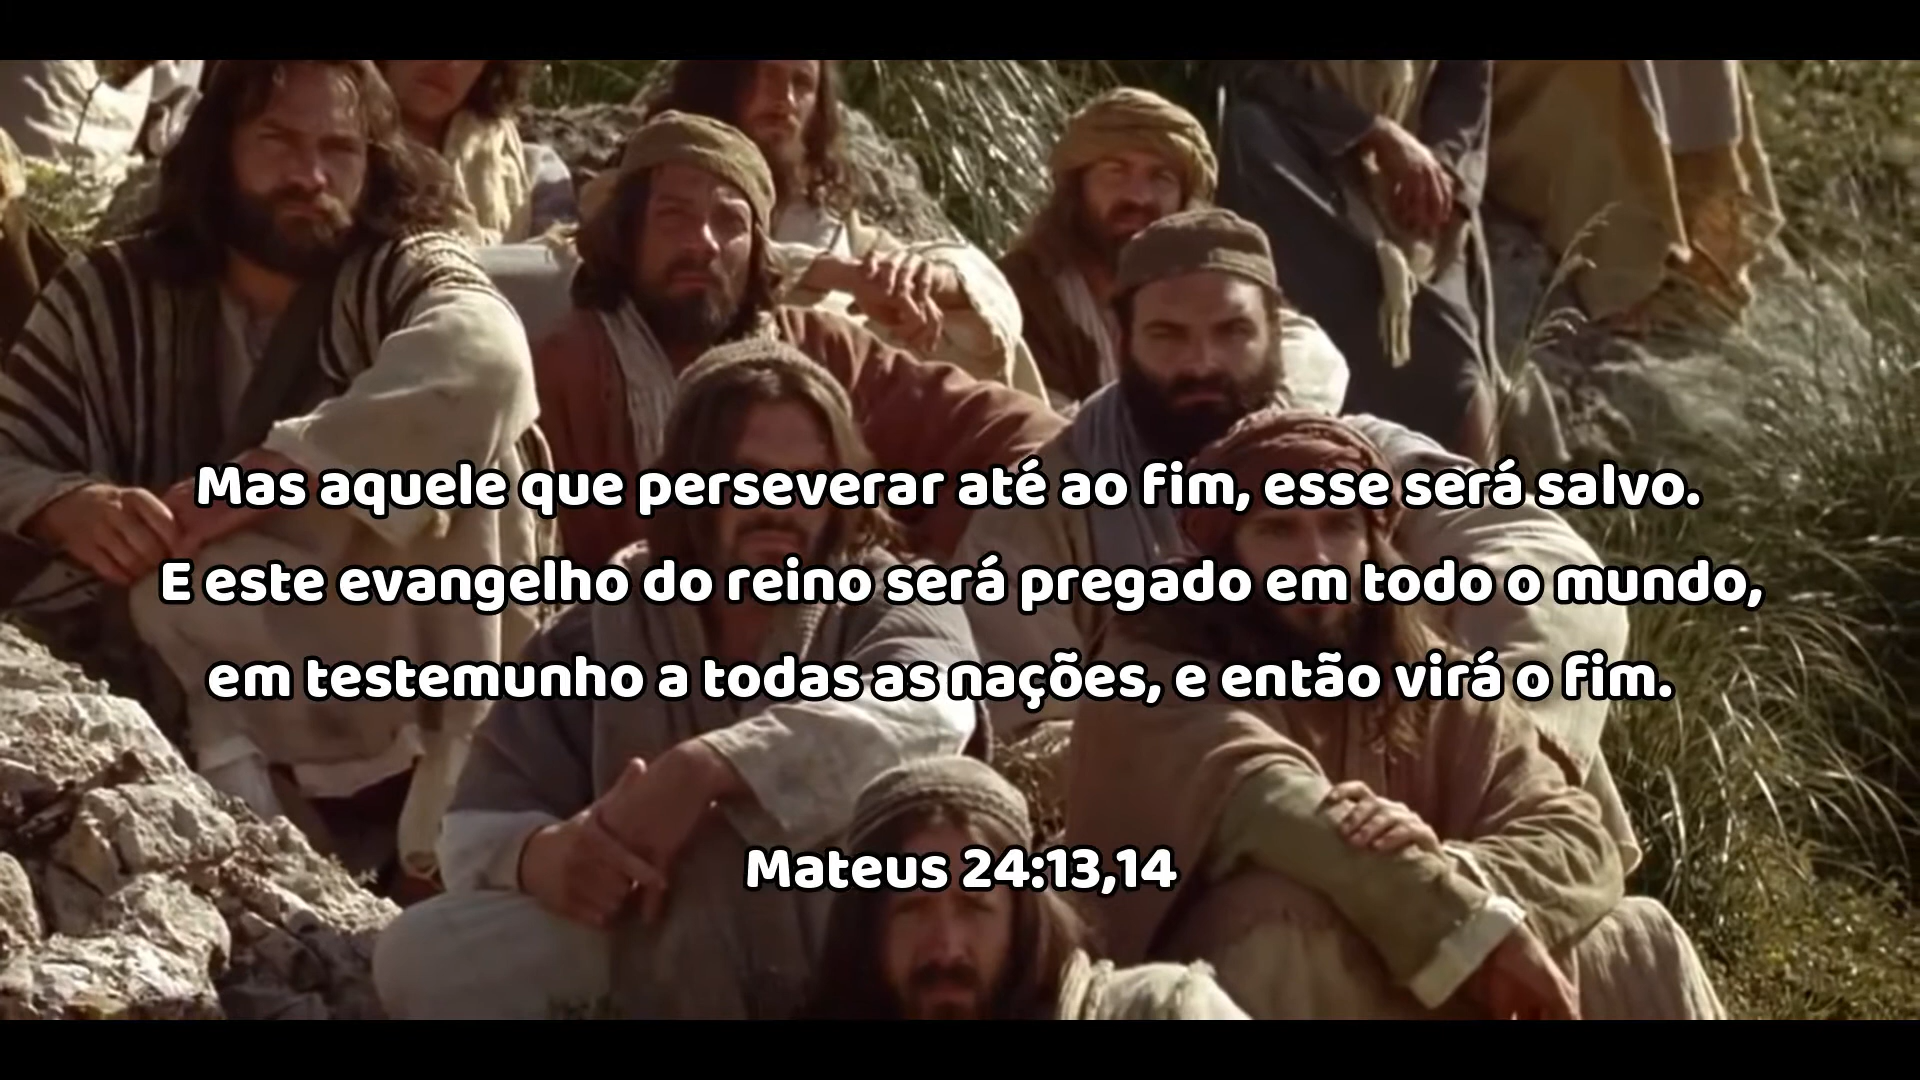 Mas aquele que perseverar até ao fim, esse será salvo.
E este evangelho do reino será pregado em todo o mundo,
em testemunho a todas as nações, e então virá o fim.
Mateus 24:13,14